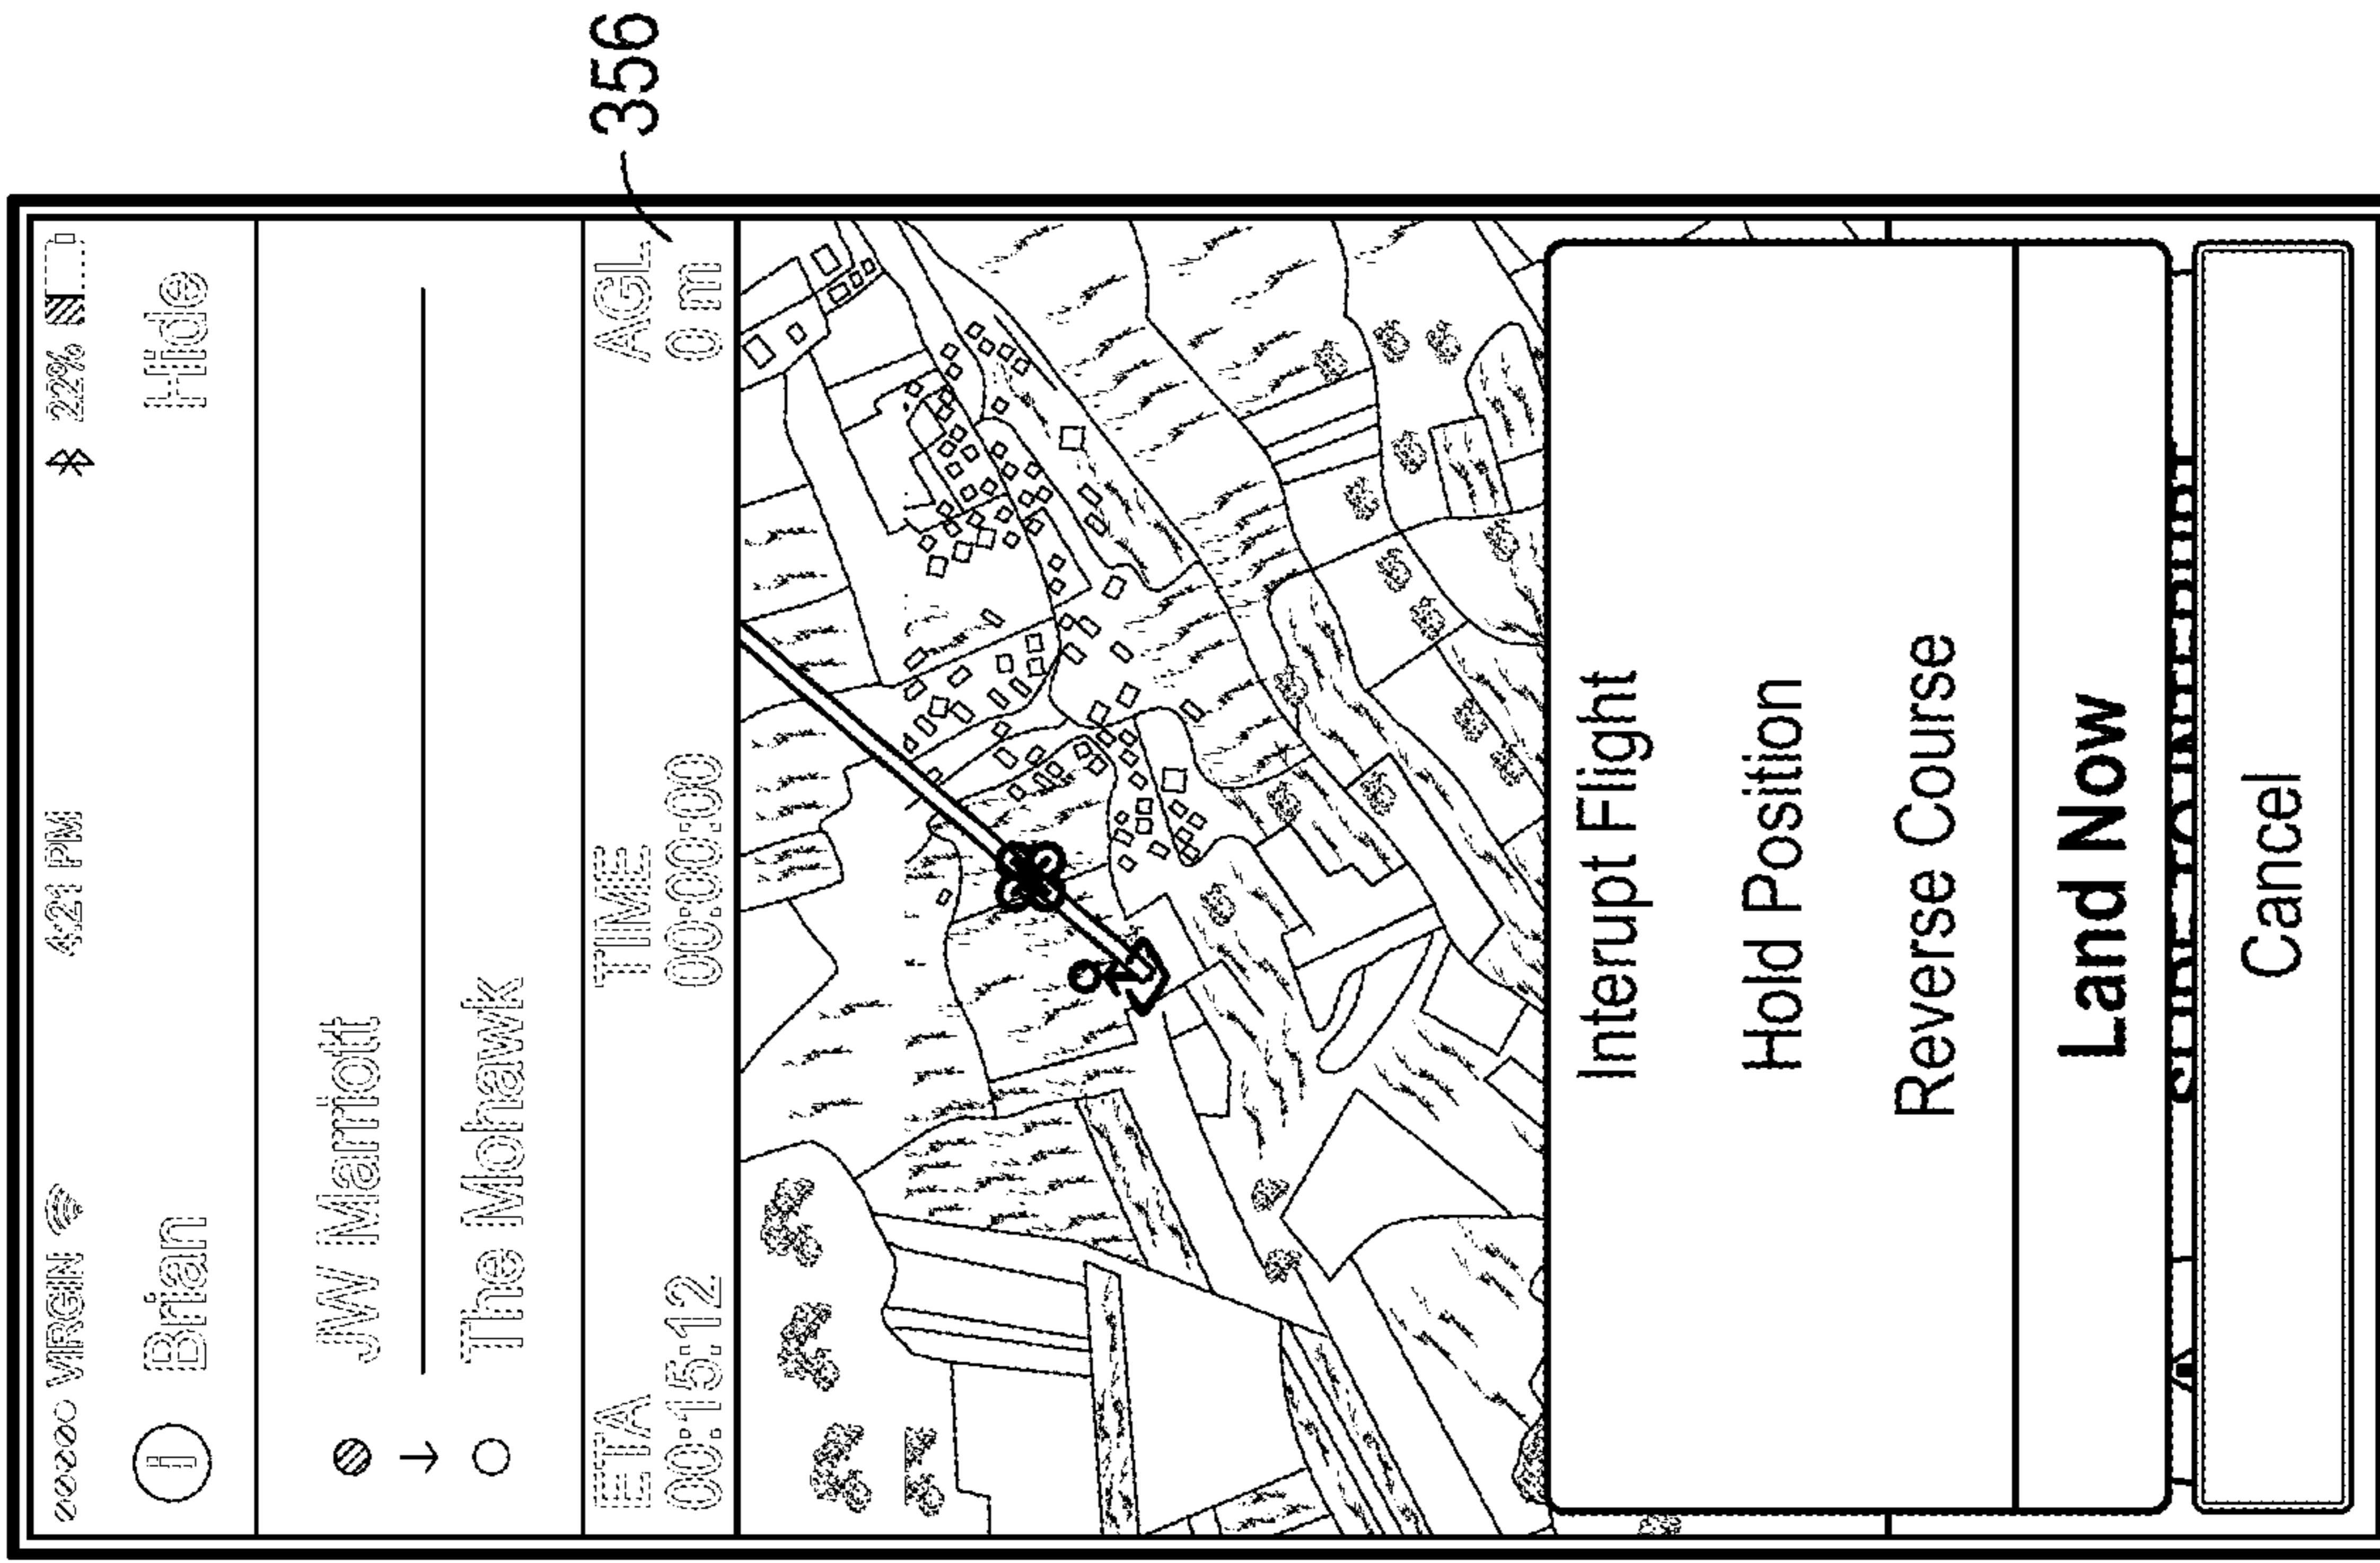 VIRGIN 4:21 PM 22%
i Brian Hide
JW Marriott
The Mohawk
ETA TIME AGL
00:15:12 00:00:00 0 m
Interupt Flight
Hold Position
Reverse Course
Land Now
Cancel
356